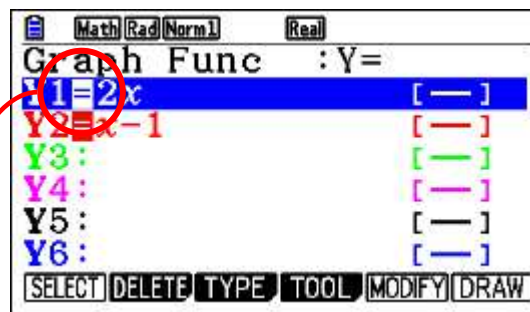 Math Rad Norm1 Real
Graph Func :Y=
Y1=2x [—]
Y2=x-1 [—]
Y3: [—]
Y4: [—]
Y5: [—]
Y6: [—]
SELECT DELETE TYPE TOOL MODIFY DRAW